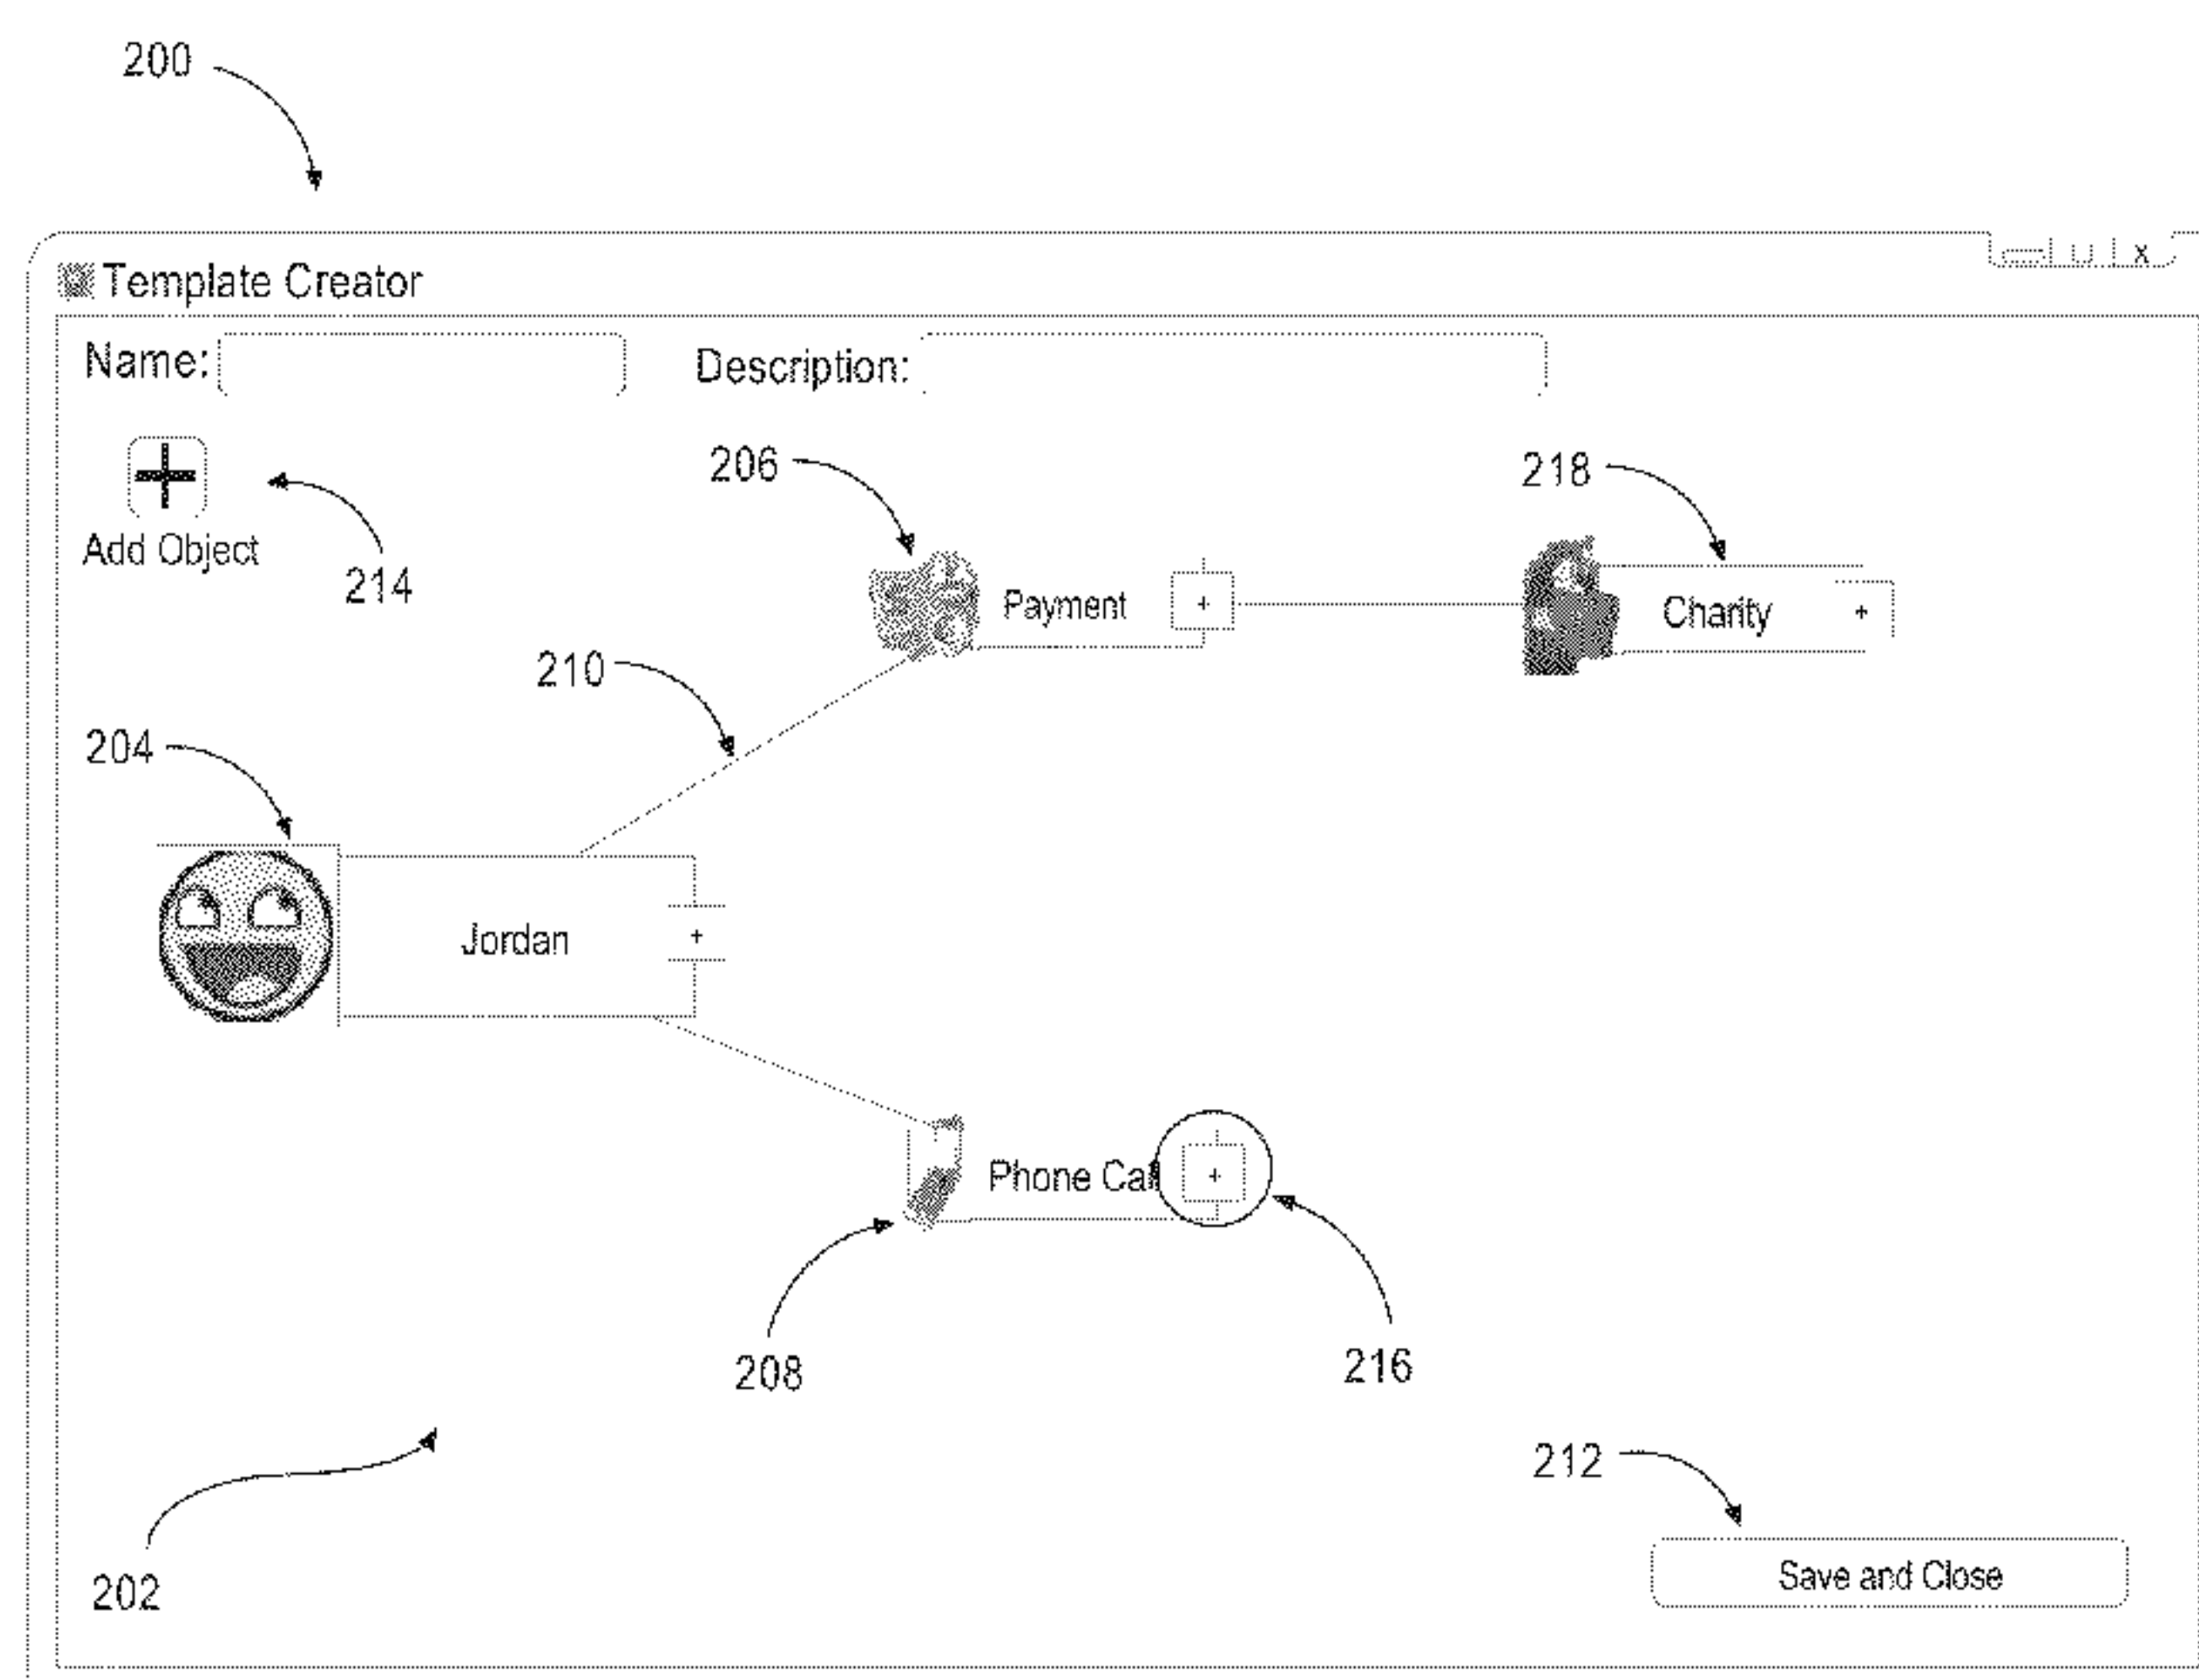 200
x
Template Creator
Name:
Description:
+
Add Object
214
206
218
Payment
+
Charity
+
210
204
Jordan
+
Phone Call
+
208
216
212
202
Save and Close